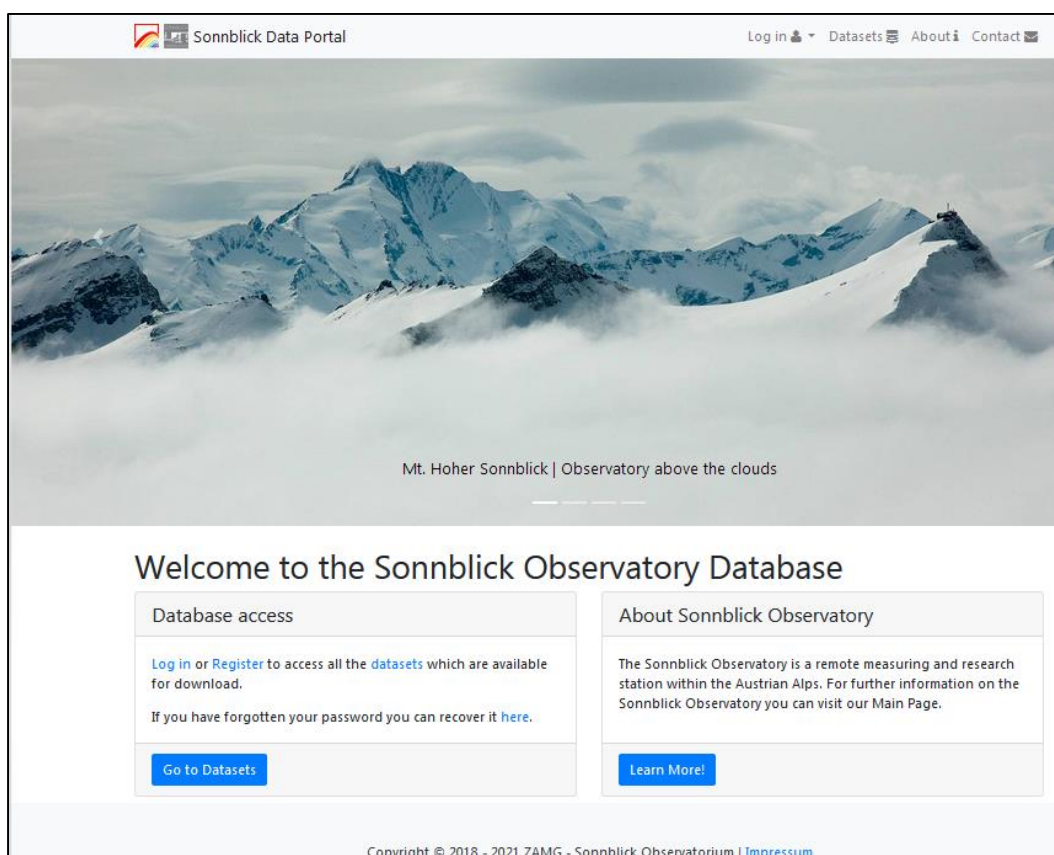 Sonnblick Data Portal
Log in Datasets About Contact
Mt. Hoher Sonnblick | Observatory above the clouds
Welcome to the Sonnblick Observatory Database
Database access
Log in or Register to access all the datasets which are available
for download.
If you have forgotten your password you can recover it here.
Go to Datasets
About Sonnblick Observatory
The Sonnblick Observatory is a remote measuring and research
station within the Austrian Alps. For further information on the
Sonnblick Observatory you can visit our Main Page.
Learn More!
Copyright © 2018 - 2021 ZAMG - Sonnblick Observatorium | Impressum